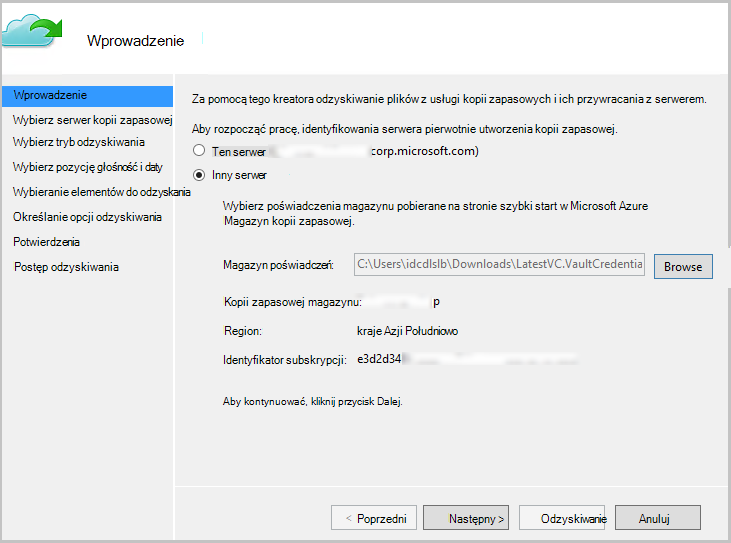 Wprowadzenie
Wprowadzenie
Wybierz serwer kopii zapasowej
Wybierz tryb odzyskiwania
Wybierz pozycję głośność i daty
Wybieranie elementów do odzyskania
Określanie opcji odzyskiwania
Potwierdzenia
Postęp odzyskiwania
Za pomocą tego kreatora odzyskiwanie plików z usługi kopii zapasowych i ich przywracania z serwerem.
Aby rozpocząć pracę, identyfikowania serwera pierwotnie utworzenia kopii zapasowej.
Ten serwer corp.microsoft.com)
Inny serwer
Wybierz poświadczenia magazynu pobierane na stronie szybki start w Microsoft Azure
Magazyn kopii zapasowej.
Magazyn poświadczeń: C:\Users\idcdlslb\Downloads\LatestVC.VaultCredentia Browse
Kopii zapasowej magazynu: p
Region: kraje Azji Południowo
Identyfikator subskrypcji: e3d2d34
Aby kontynuować, kliknij przycisk Dalej.
< Poprzedni Następny > Odzyskiwanie Anuluj